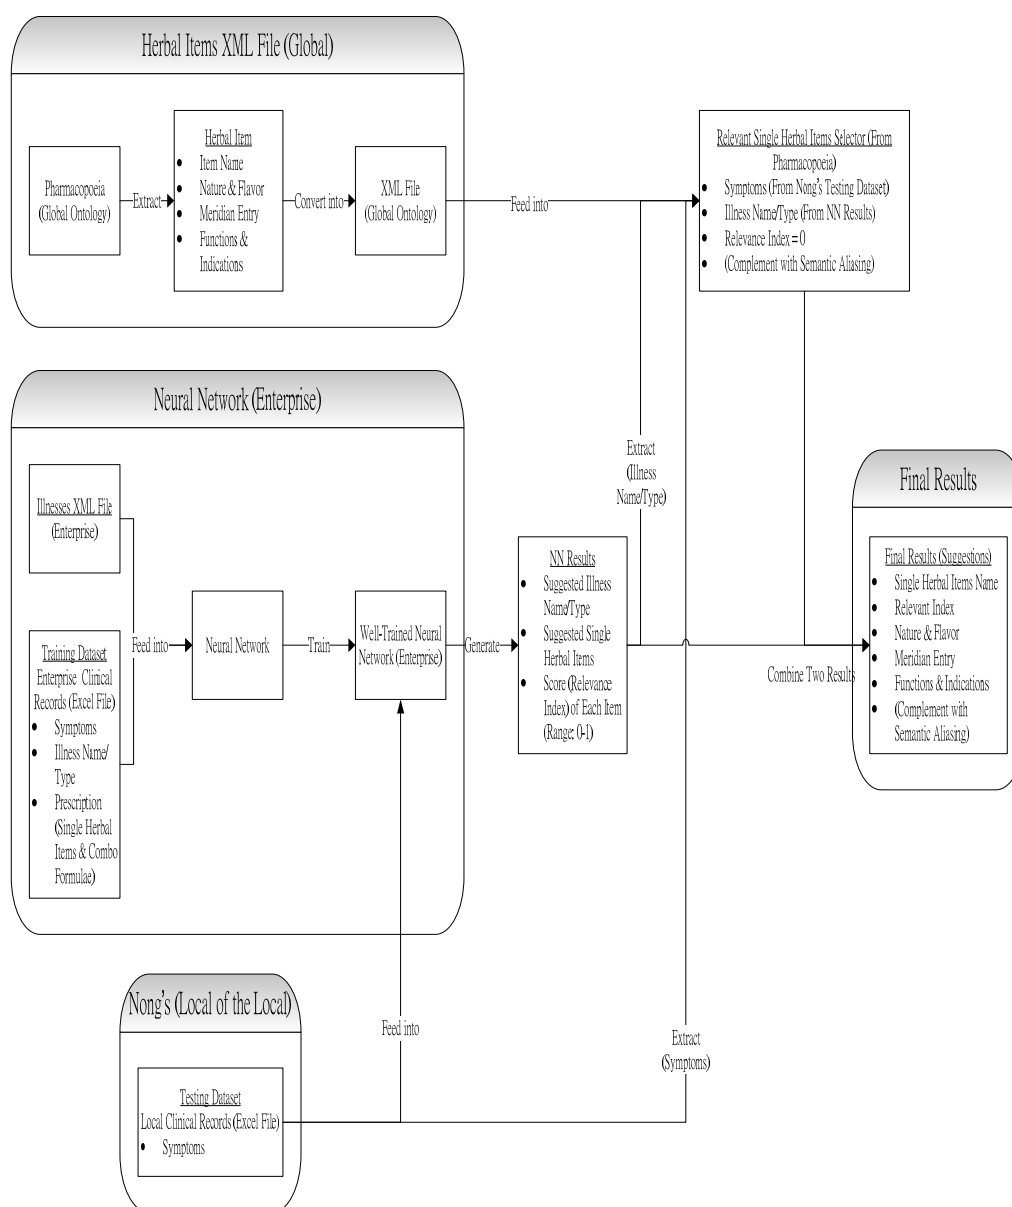 Herbal Items XML File (Global)
Pharmacopoeia
(Global Ontology)
Extract
Herbal Item
• Item Name
• Nature & Flavor
• Meridian Entry
• Functions &
Indications
Convert into
XML File
(Global Ontology)
Feed into
Relevant Single Herbal Items Selector (From
Pharmacopoeia)
• Symptoms (From Nong's Testing Dataset)
• Illness Name/Type (From NN Results)
• Relevance Index = 0
• (Complement with Semantic Aliasing)
Neural Network (Enterprise)
Illnesses XML File
(Enterprise)
Training Dataset
Enterprise Clinical
Records (Excel File)
• Symptoms
• Illness Name/
Type
• Prescription
(Single Herbal
Items & Combo
Formulae)
Feed into
Neural Network
Train
Well-Trained Neural
Network (Enterprise)
Generate
NN Results
• Suggested Illness
Name/Type
• Suggested Single
Herbal Items
• Score (Relevance
Index) of Each Item
(Range: 0-1)
Extract
(Illness
Name/Type)
Combine Two Results
Final Results
Final Results (Suggestions)
• Single Herbal Items Name
• Relevant Index
• Nature & Flavor
• Meridian Entry
• Functions & Indications
• (Complement with
Semantic Aliasing)
Nong's (Local of the Local)
Testing Dataset
Local Clinical Records (Excel File)
• Symptoms
Feed into
Extract
(Symptoms)